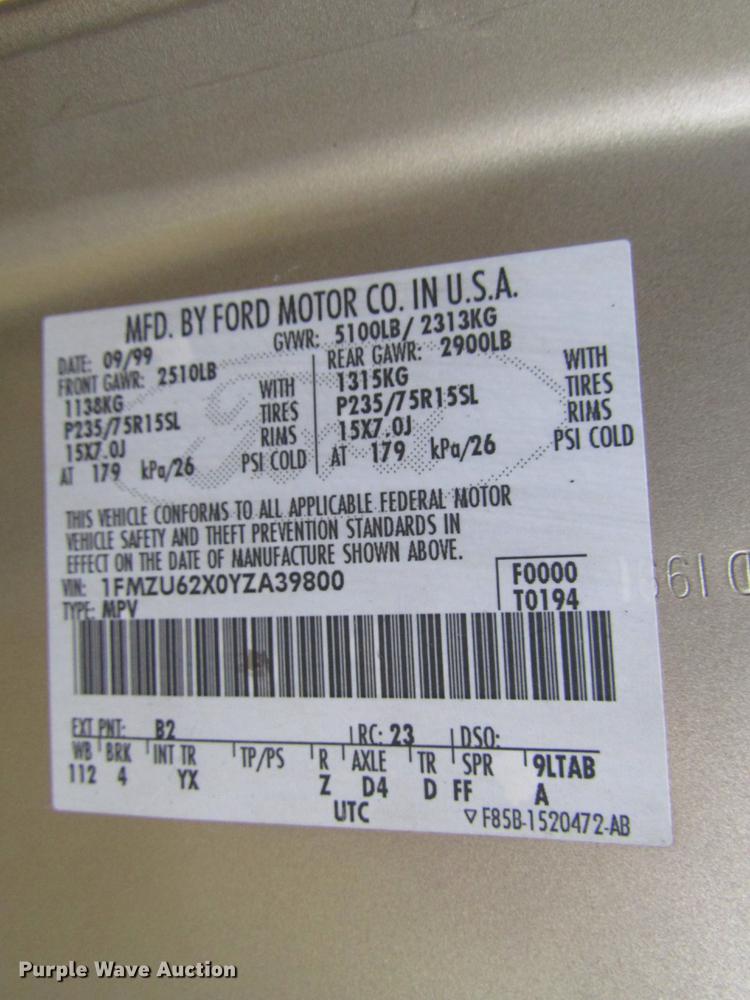 MFD. BY FORD MOTOR CO. IN U.S.A.
DATE: 09/99 GVWR: 5100LB/ 2313KG
FRONT GAWR: 2510LB REAR GAWR: 2900LB
1138KG WITH 1315KG WITH
P235/75R15SL TIRES P235/75R15SL TIRES
15X7.0J RIMS 15X7.0J RIMS
AT 179 kPa/26 PSI COLD AT 179 kPa/26 PSI COLD
THIS VEHICLE CONFORMS TO ALL APPLICABLE FEDERAL MOTOR
VEHICLE SAFETY AND THEFT PREVENTION STANDARDS IN
EFFECT ON THE DATE OF MANUFACTURE SHOWN ABOVE.
VIN: 1FMZU62X0YZA39800 F0000
TYPE: MPV T0194
EXT PNT: B2 RC: 23 DSO:
WB BRK INT TR TP/PS R AXLE TR SPR 9LTAB
112 4 YX Z D4 D FF A
UTC ▽ F85B-1520472-AB
Purple Wave Auction